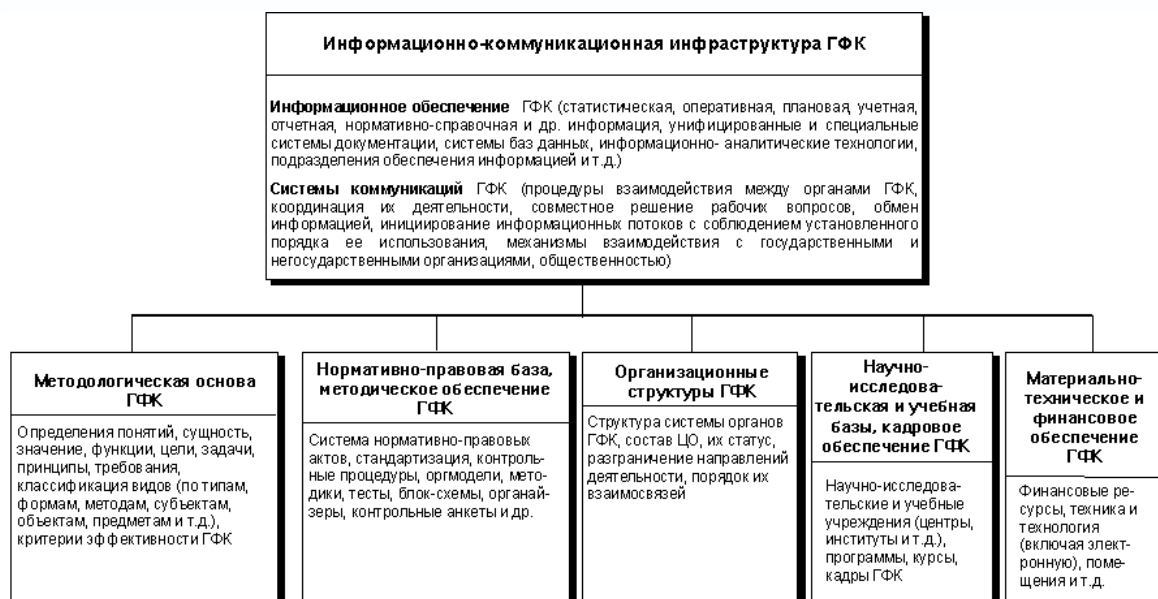 Информационно-коммуникационная инфраструктура ГФК
Информационное обеспечение ГФК (статистическая, оперативная, плановая, учетная,
отчетная, нормативно-справочная и др. информация, унифицированные и специальные
системы документации, системы баз данных, информационно- аналитические технологии,
подразделения обеспечения информацией и т.д.)
Системы коммуникаций ГФК (процедуры взаимодействия между органами ГФК,
координация их деятельности, совместное решение рабочих вопросов, обмен
информацией, инициирование информационных потоков с соблюдением установленного
порядка ее использования, механизмы взаимодействия с государственными и
негосударственными организациями, общественностью)
Методологическая основа
ГФК
Определения понятий, сущность,
значение, функции, цели, задачи,
принципы, требования,
классификация видов (по типам,
формам, методам, субъектам,
объектам, предметам и т.д.),
критерии эффективности ГФК
Нормативно-правовая база,
методическое обеспечение
ГФК
Система нормативно-правовых
актов, стандартизация, контроль-
ные процедуры, оргмодели, мето-
дики, тесты, блок-схемы, органай-
зеры, контрольные анкеты и др.
Организационные
структуры ГФК
Структура системы органов
ГФК, состав ЦО, их статус,
разграничение направлений
деятельности, порядок их
взаимосвязей
Научно-
исследова-
тельская и учебная
базы, кадровое
обеспечение ГФК
Научно-исследова-
тельские и учебные
учреждения (центры,
институты и т.д.),
программы, курсы,
кадры ГФК
Материально-
техническое и
финансовое
обеспечение
ГФК
Финансовые ре-
сурсы, техника и
технология
(включая элект-
ронную), поме-
щения и т.д.